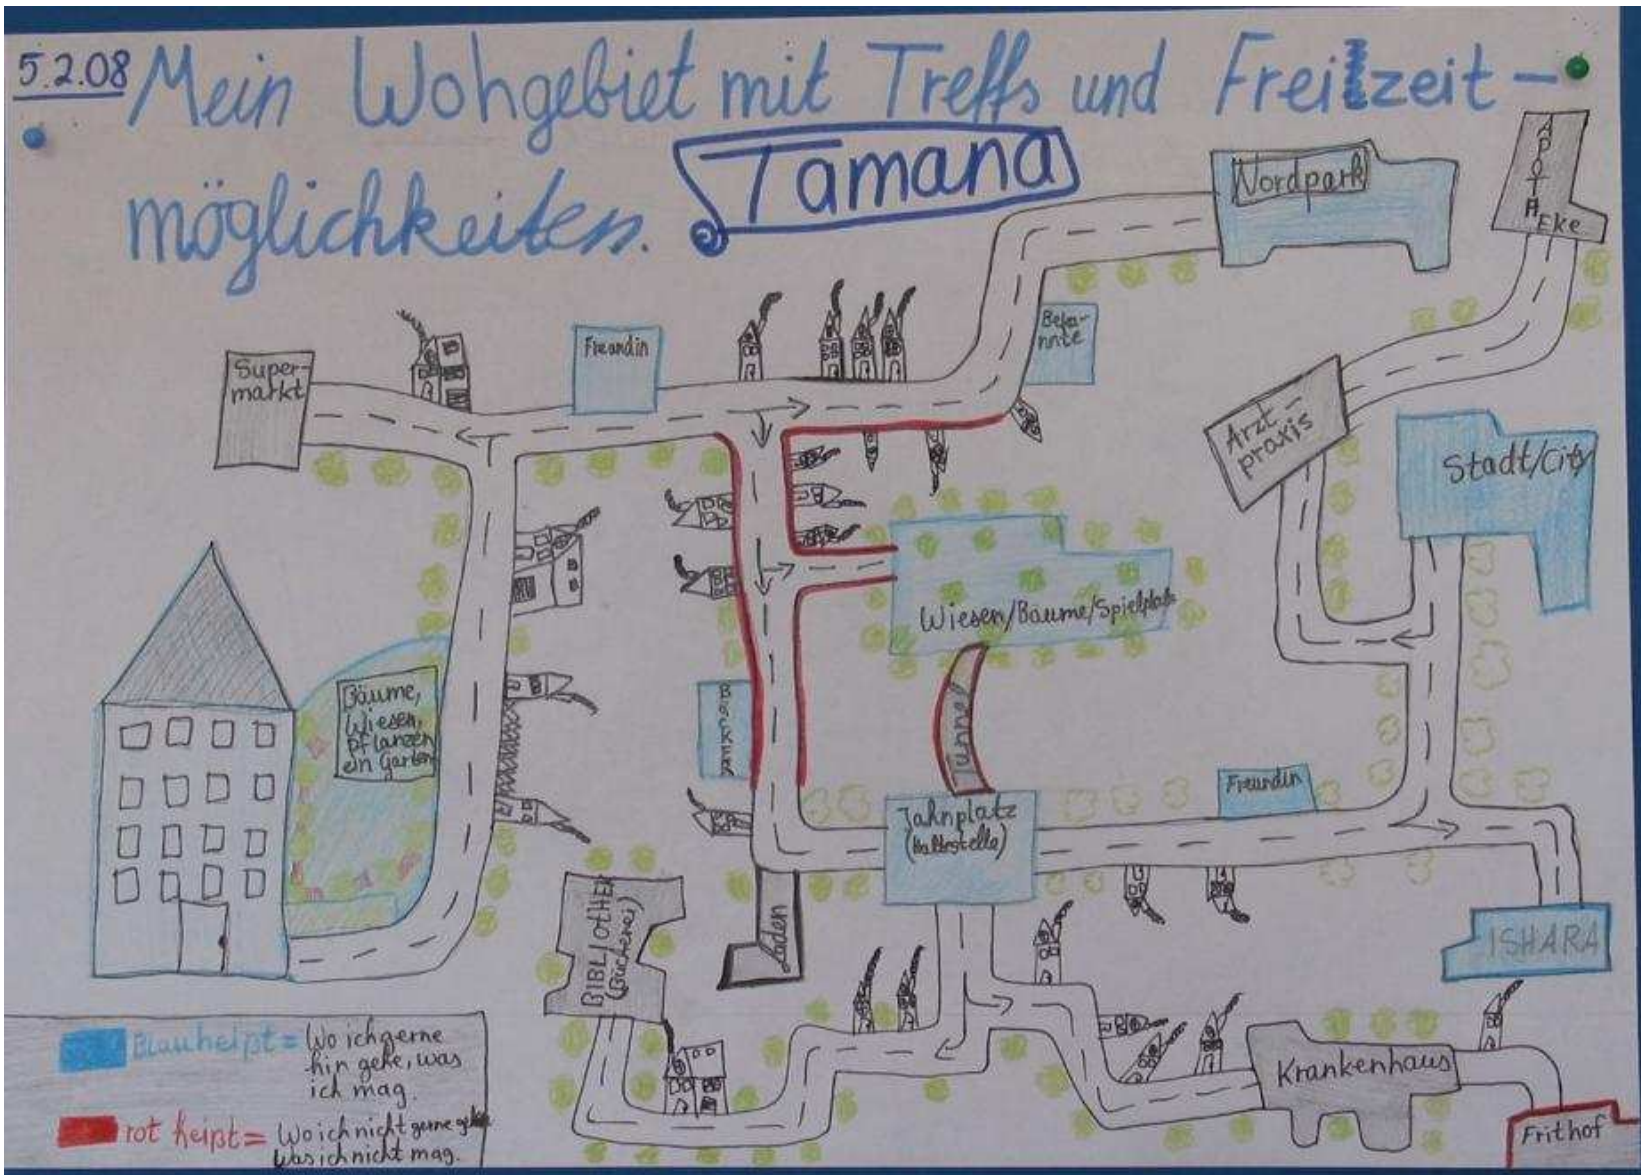 5.2.08
Mein Wohgebiet mit Treffs und Freizeit-
möglichkeiten.
Tamana
Nordpark
APOTHEke
Super-
markt
Freundin
Beka-
nnte
Arzt-
praxis
Stadt/City
Wiesen/Bäume/Spielplatz
Bäume,
Wiesen,
Pflanzen
ein Garten
BäCKER
Tunnel
Jahnplatz
(Haltestelle)
Freundin
BIBLIOTHEK
(Bücherei)
Laden
ISHARA
Krankenhaus
Frithof
Blau heißt = Wo ich gerne
hin gehe, was
ich mag.
rot heißt = Wo ich nicht gerne gehe
Was ich nicht mag.